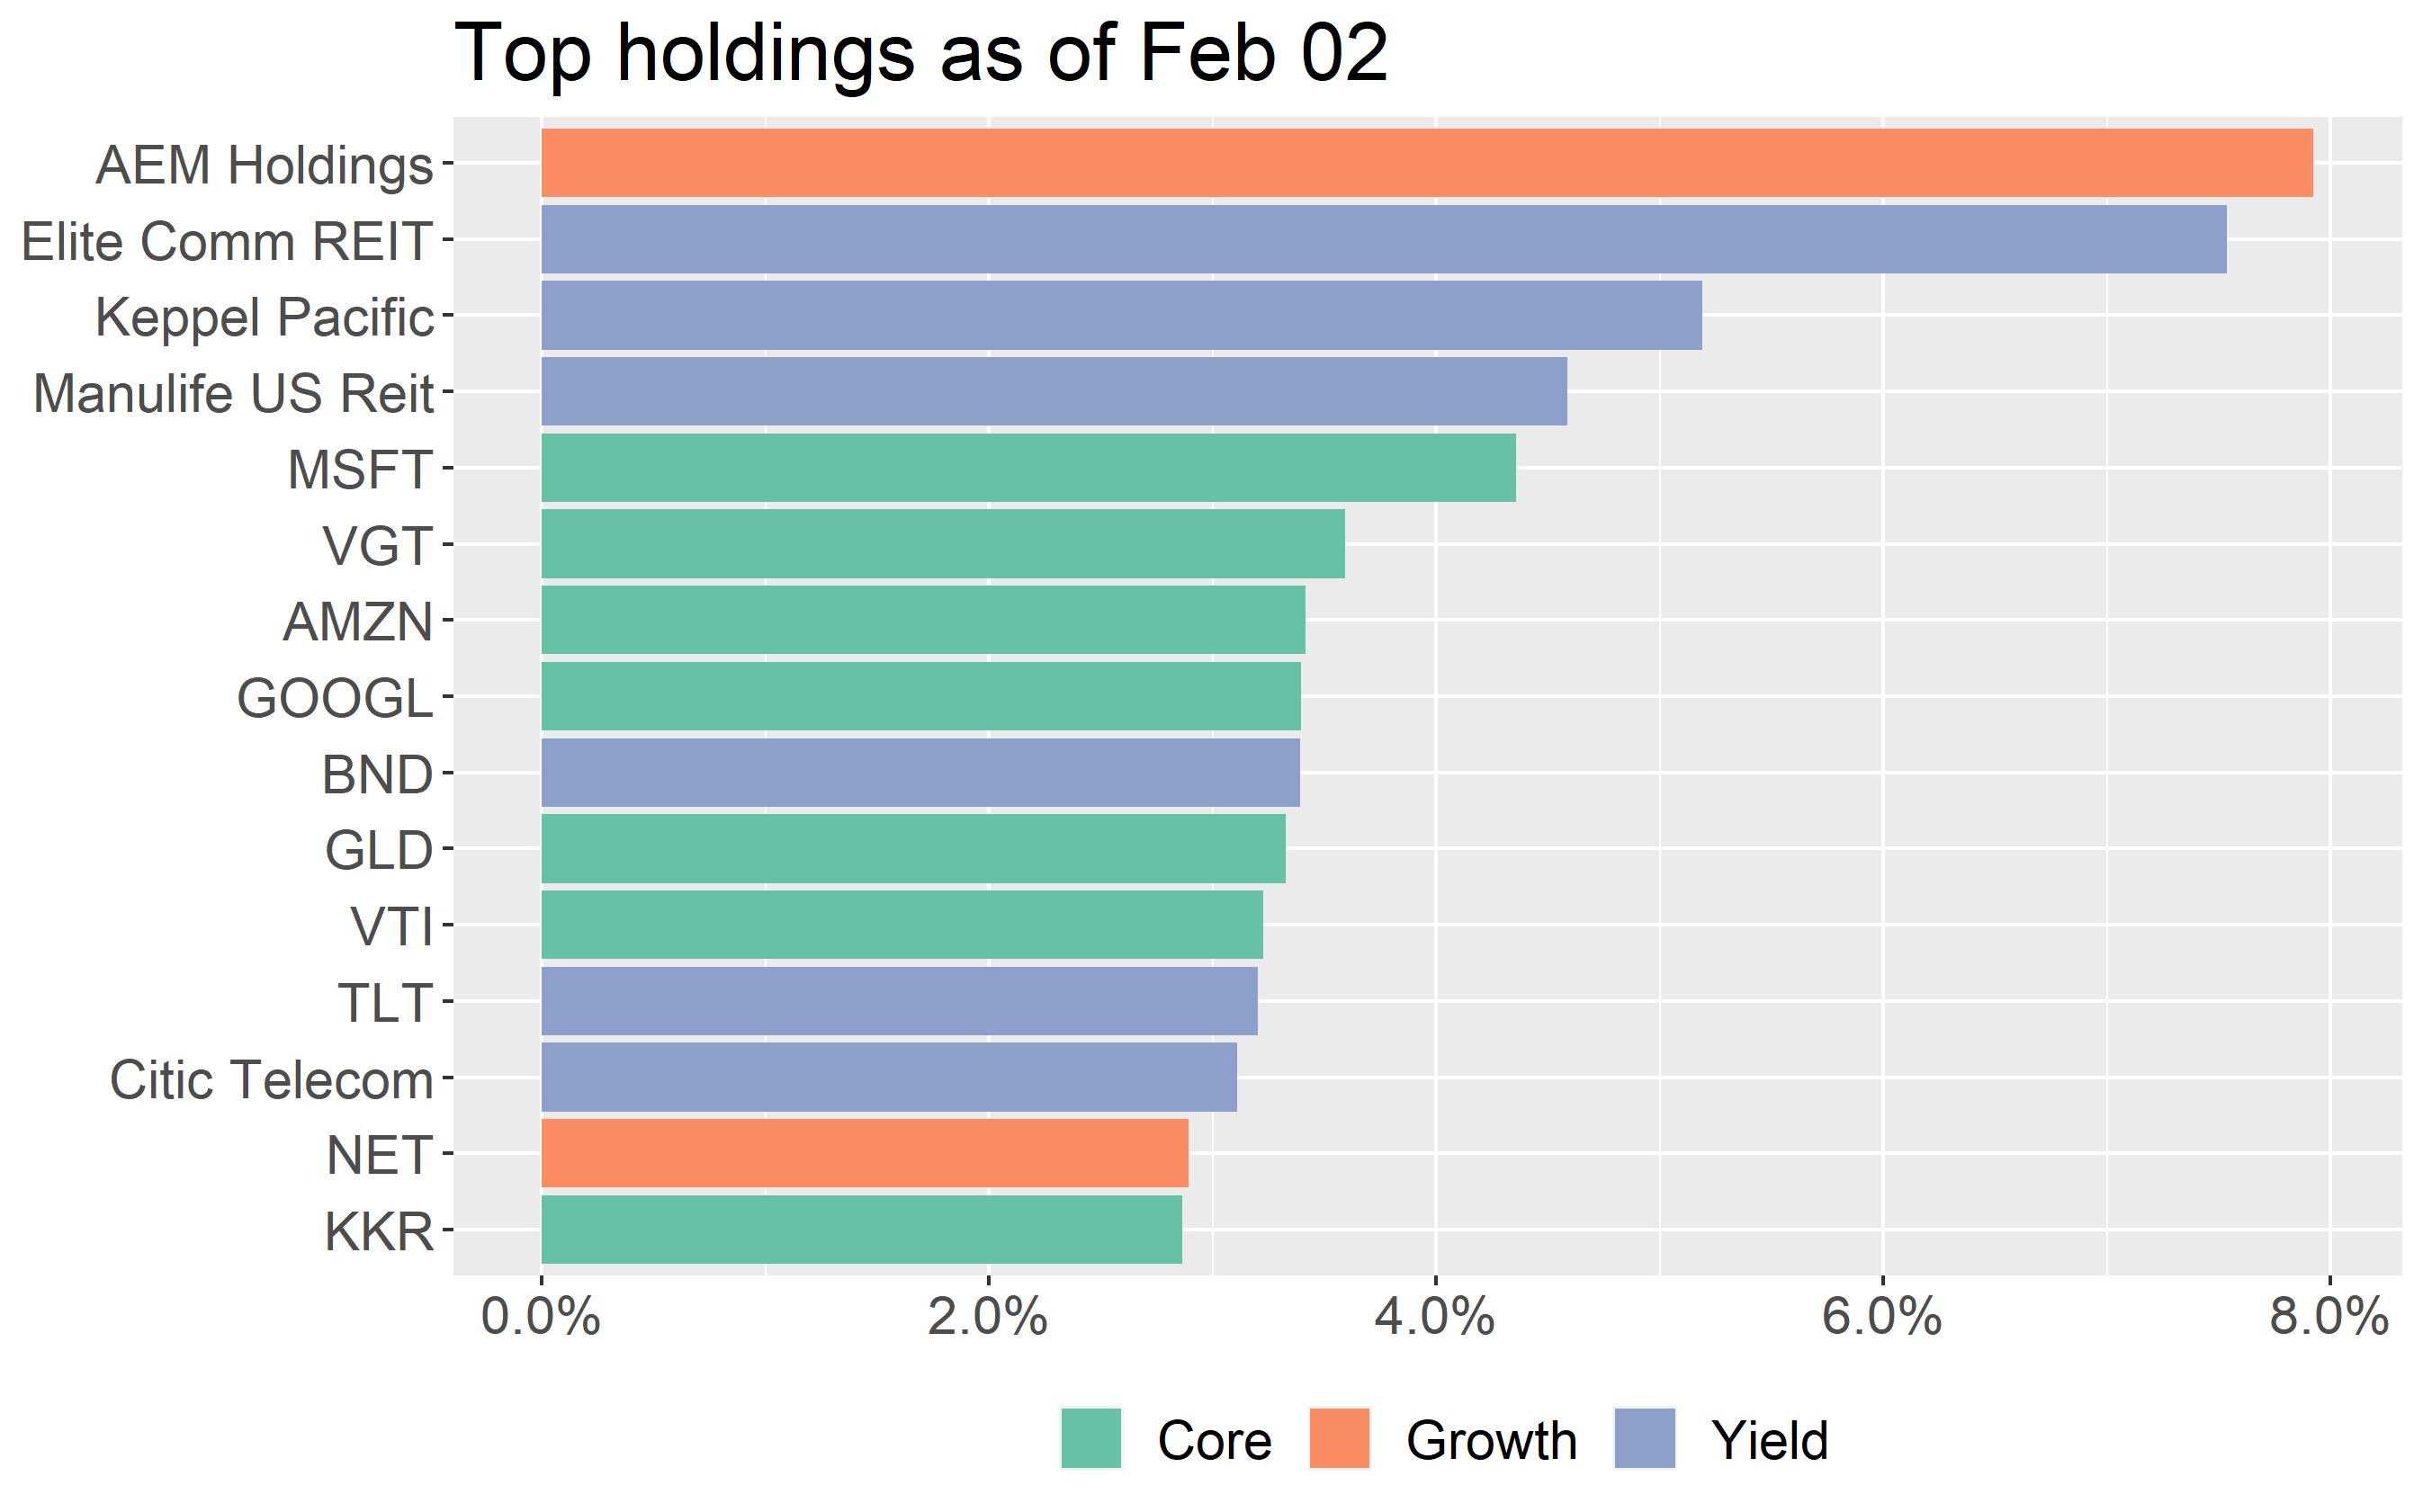 Top holdings as of Feb 02
AEM Holdings
Elite Comm REIT
Keppel Pacific
Manulife US Reit
MSFT
VGT
AMZN
GOOGL
BND
GLD
VTI
TLT
Citic Telecom
NET
KKR
0.0% 2.0% 4.0% 6.0% 8.0%
Core Growth Yield